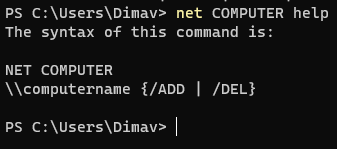 PS C:\Users\Dimav> net COMPUTER help
The syntax of this command is:
NET COMPUTER
\\computername {/ADD | /DEL}
PS C:\Users\Dimav>